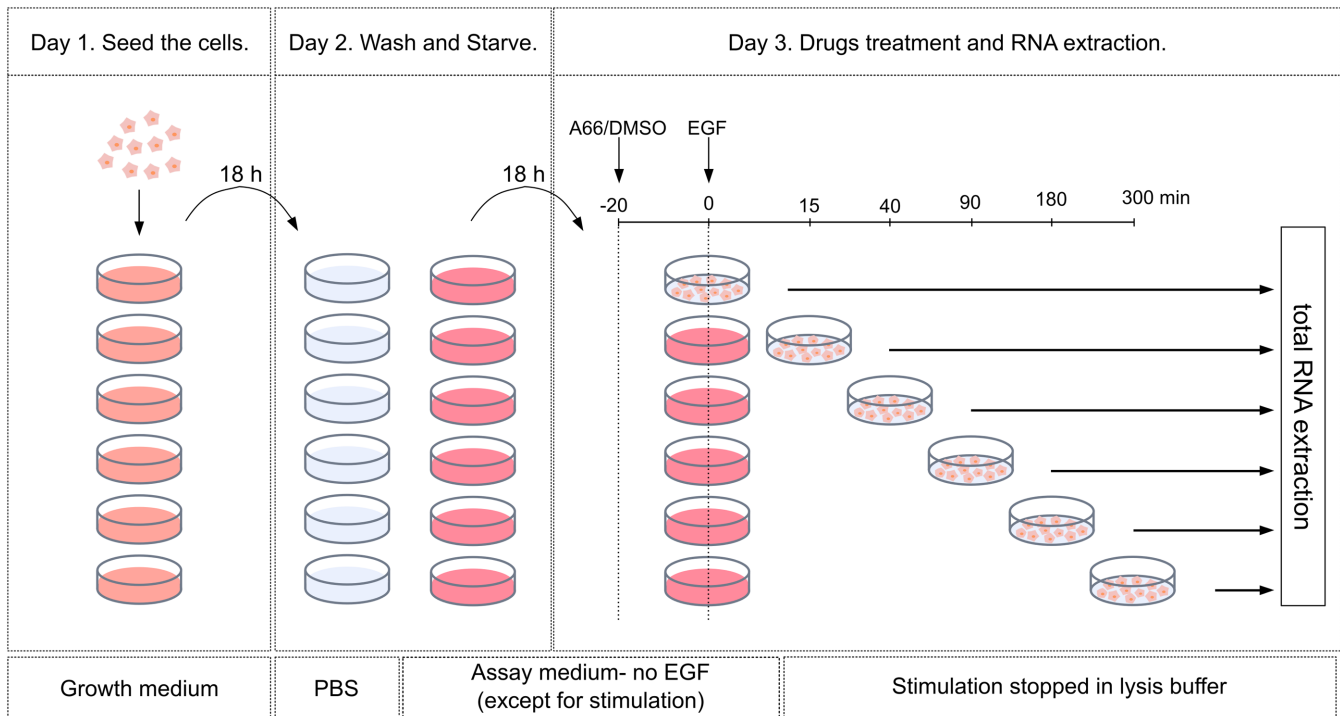 Day 1. Seed the cells.
Day 2. Wash and Starve.
Day 3. Drugs treatment and RNA extraction.
A66/DMSO
EGF
18 h
18 h
-20
0
15
40
90
180
300 min
total RNA extraction
Growth medium
PBS
Assay medium- no EGF
(except for stimulation)
Stimulation stopped in lysis buffer